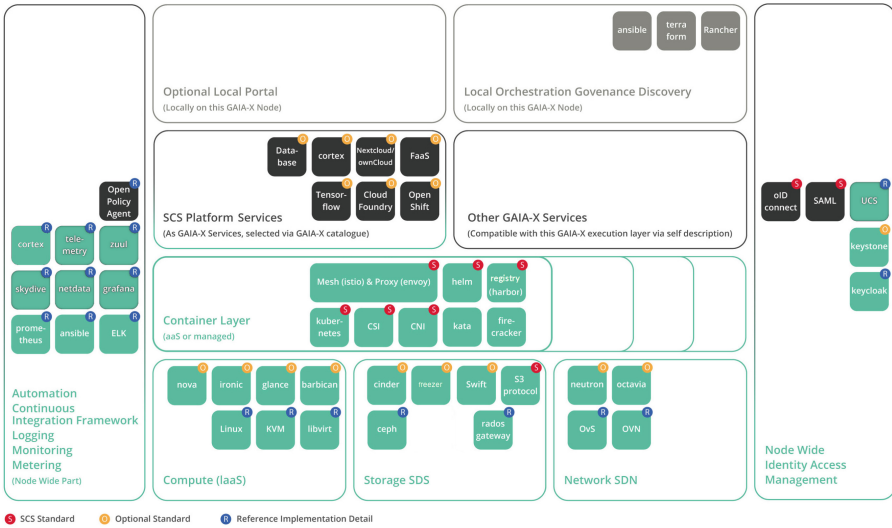 Open
Policy
Agent
R
cortex
R
tele-
metry
R
zuul
R
skydive
R
netdata
R
grafana
R
prome-
theus
R
ansible
R
ELK
R
Automation
Continuous
Integration Framework
Logging
Monitoring
Metering
(Node Wide Part)
Optional Local Portal
(Locally on this GAIA-X Node)
ansible
terra
form
Rancher
Local Orchestration Govenance Discovery
(Locally on this GAIA-X Node)
Data-
base
O
cortex
O
Nextcloud/
ownCloud
O
FaaS
O
Tensor-
flow
O
Cloud
Foundry
O
Open
Shift
O
SCS Platform Services
(As GAIA-X Services, selected via GAIA-X catalogue)
Other GAIA-X Services
(Compatible with this GAIA-X execution layer via self description)
Mesh (istio) & Proxy (envoy)
S
helm
S
registry
(harbor)
S
kuber-
netes
S
CSI
S
CNI
S
kata
fire-
cracker
Container Layer
(aaS or managed)
nova
O
ironic
O
glance
O
barbican
O
Linux
R
KVM
R
libvirt
R
Compute (IaaS)
cinder
O
freezer
O
Swift
O
S3
protocol
S
ceph
R
rados
gateway
R
Storage SDS
neutron
O
octavia
O
OvS
R
OVN
R
Network SDN
oID
connect
S
SAML
S
UCS
R
keystone
O
keycloak
R
Node Wide
Identity Access
Management
S SCS Standard
O Optional Standard
R Reference Implementation Detail